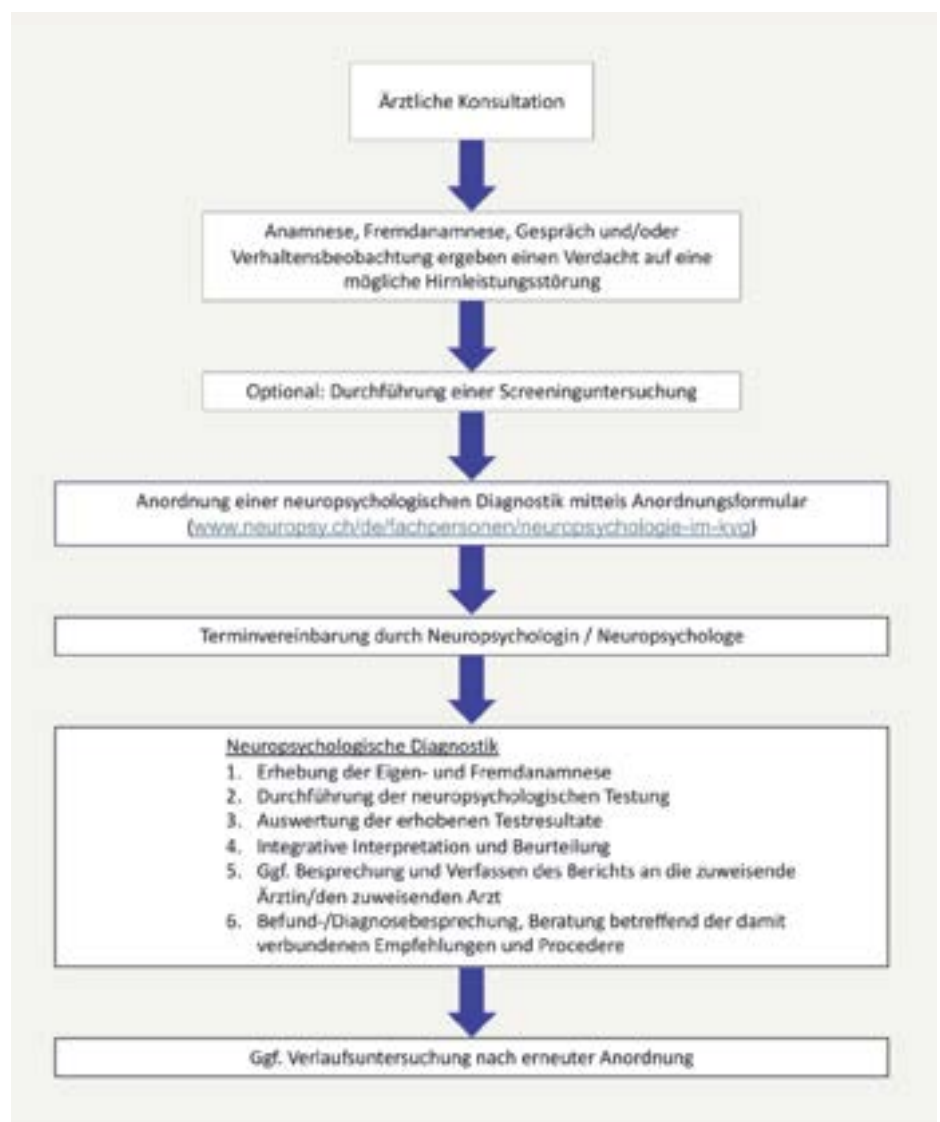 Ärztliche Konsultation
Anamnese, Fremdanamnese, Gespräch und/oder
Verhaltensbeobachtung ergeben einen Verdacht auf eine
mögliche Hirnleistungsstörung
Optional: Durchführung einer Screeninguntersuchung
Anordnung einer neuropsychologischen Diagnostik mittels Anordnungsformular
(www.neuropsy.ch/de/fachpersonen/neuropsychologie-im-kvg)
Terminvereinbarung durch Neuropsychologin / Neuropsychologe
Neuropsychologische Diagnostik
1. Erhebung der Eigen- und Fremdanamnese
2. Durchführung der neuropsychologischen Testung
3. Auswertung der erhobenen Testresultate
4. Integrative Interpretation und Beurteilung
5. Ggf. Besprechung und Verfassen des Berichts an die zuweisende
Ärztin/den zuweisenden Arzt
6. Befund-/Diagnosebesprechung, Beratung betreffend der damit
verbundenen Empfehlungen und Procedere
Ggf. Verlaufsuntersuchung nach erneuter Anordnung